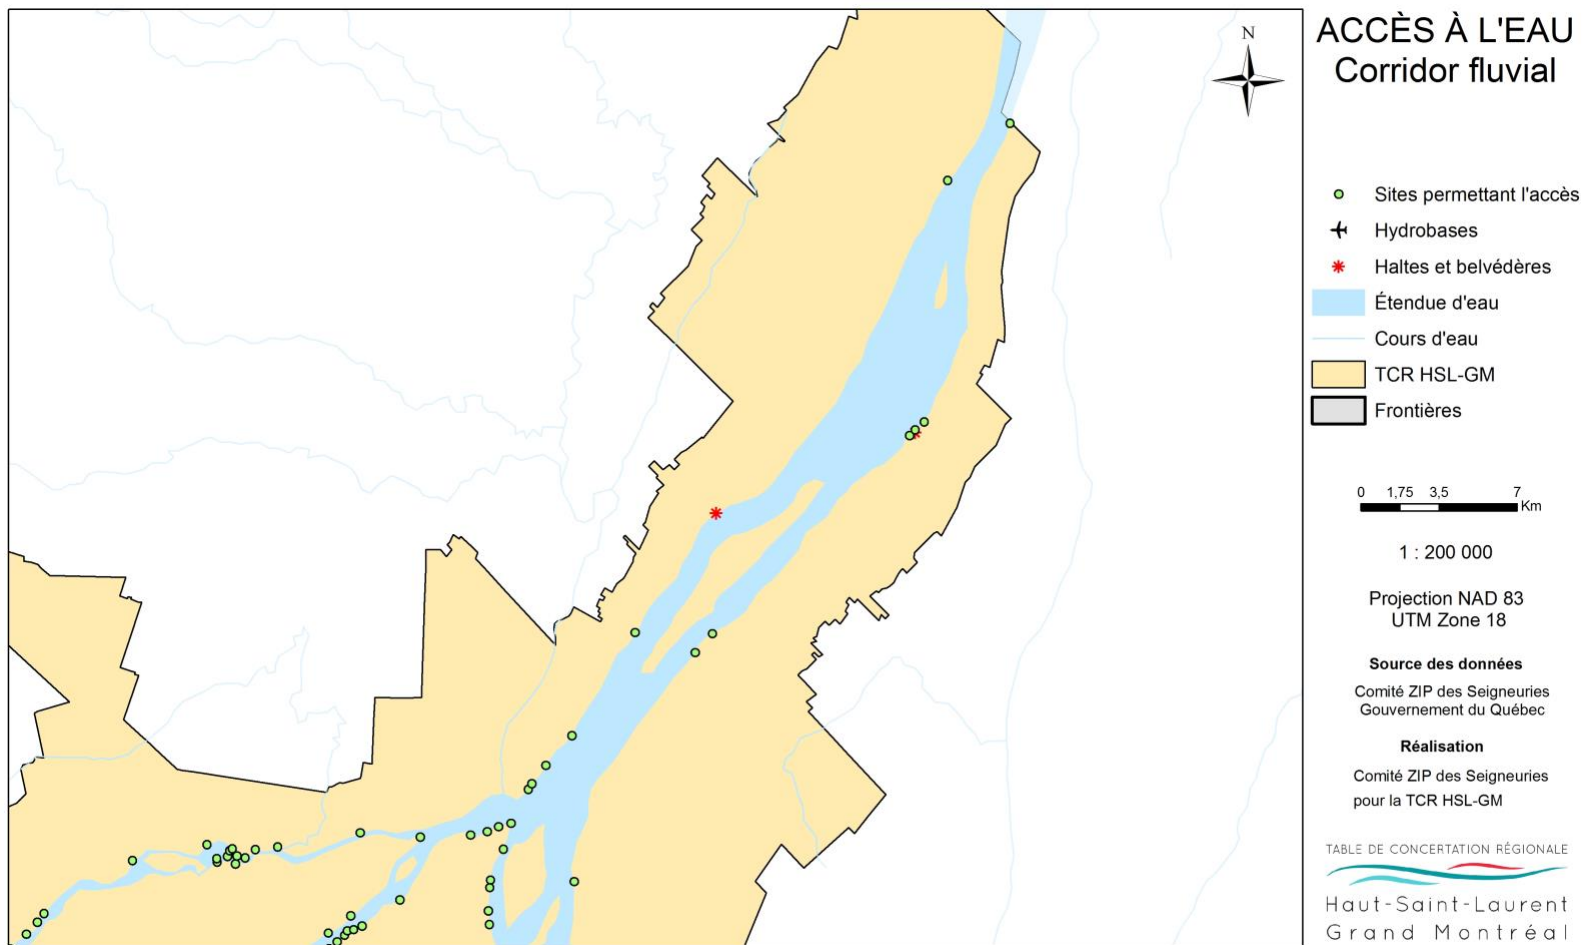 ACCÈS À L'EAU
Corridor fluvial
N
Sites permettant l'accès
Hydrobases
Haltes et belvédères
Étendue d'eau
Cours d'eau
TCR HSL-GM
Frontières
0 1,75 3,5 7
Km
1 : 200 000
Projection NAD 83
UTM Zone 18
Source des données
Comité ZIP des Seigneuries
Gouvernement du Québec
Réalisation
Comité ZIP des Seigneuries
pour la TCR HSL-GM
TABLE DE CONCERTATION RÉGIONALE
Haut-Saint-Laurent
Grand Montréal